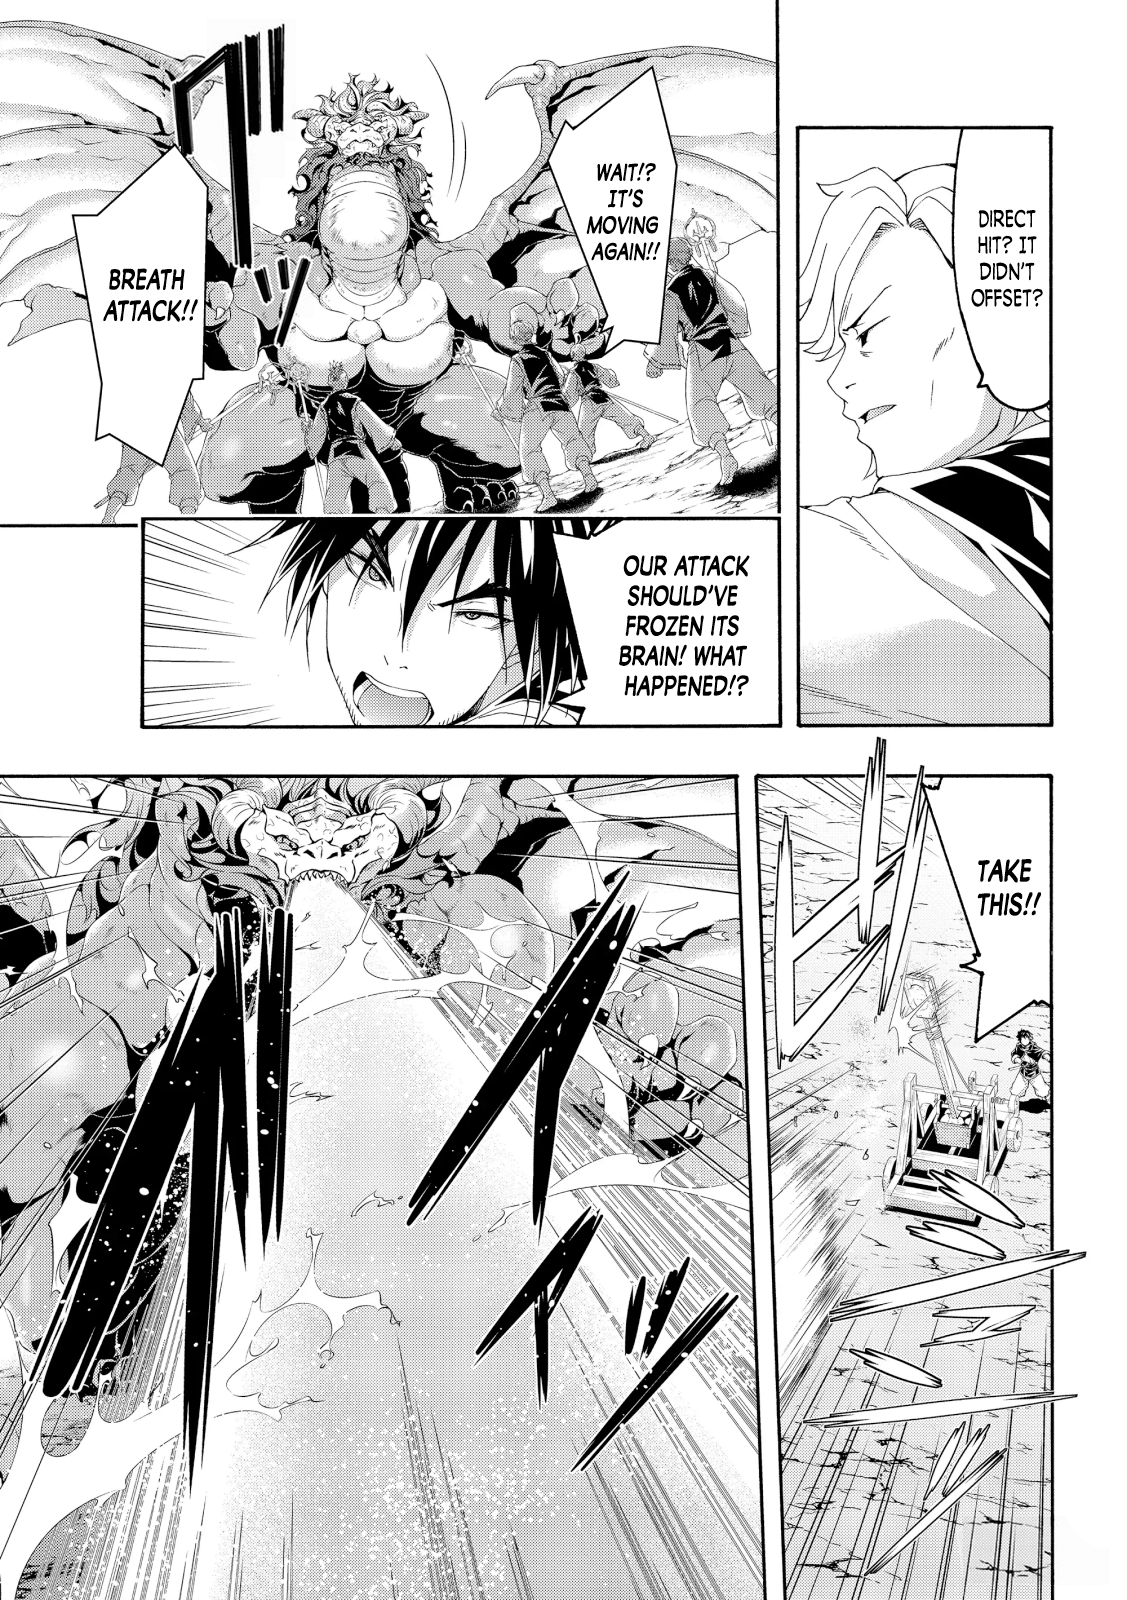 DIRECT
HIT? IT
DIDN'T
OFFSET?
WAIT!?
IT'S
MOVING
AGAIN!!
BREATH
ATTACK!!
OUR ATTACK
SHOULD'VE
FROZEN ITS
BRAIN! WHAT
HAPPENED!?
TAKE
THIS!!